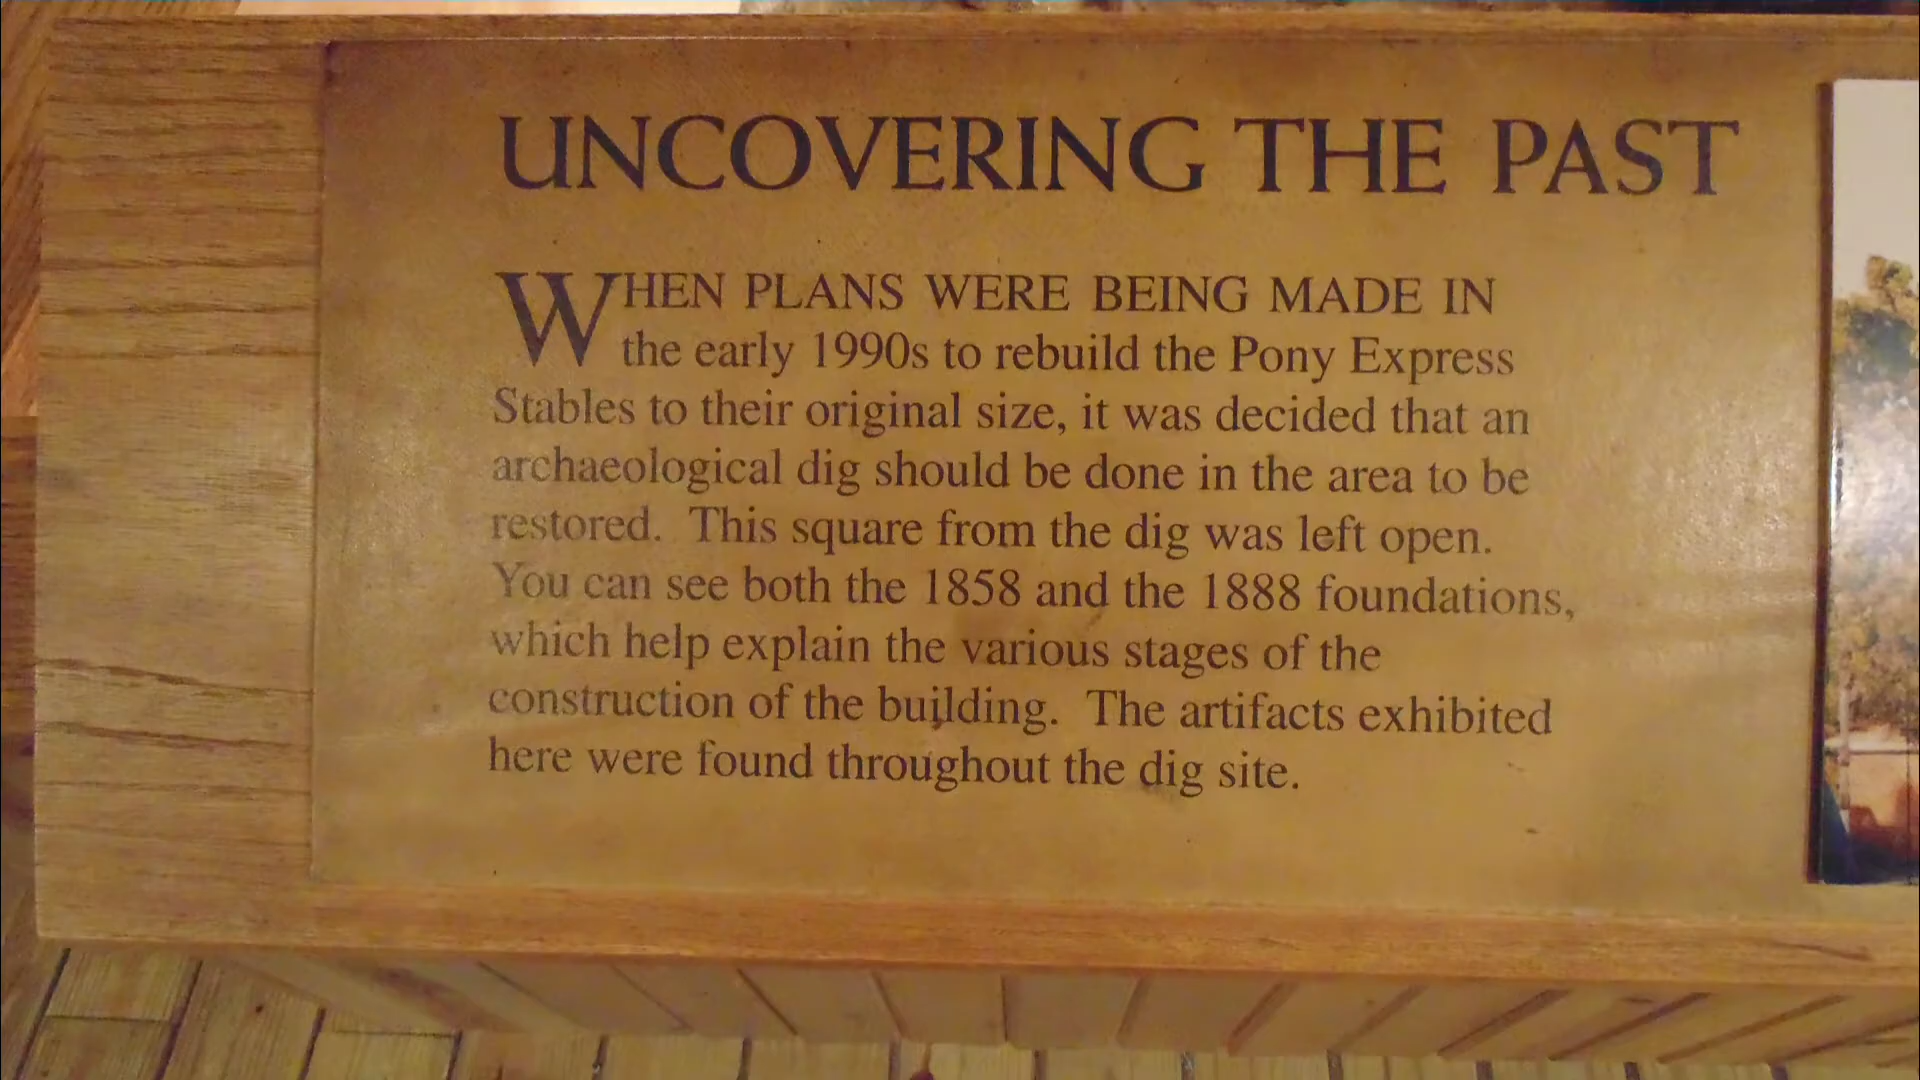 UNCOVERING THE PAST
WHEN PLANS WERE BEING MADE IN
the early 1990s to rebuild the Pony Express
Stables to their original size, it was decided that an
archaeological dig should be done in the area to be
restored. This square from the dig was left open.
You can see both the 1858 and the 1888 foundations,
which help explain the various stages of the
construction of the building. The artifacts exhibited
here were found throughout the dig site.